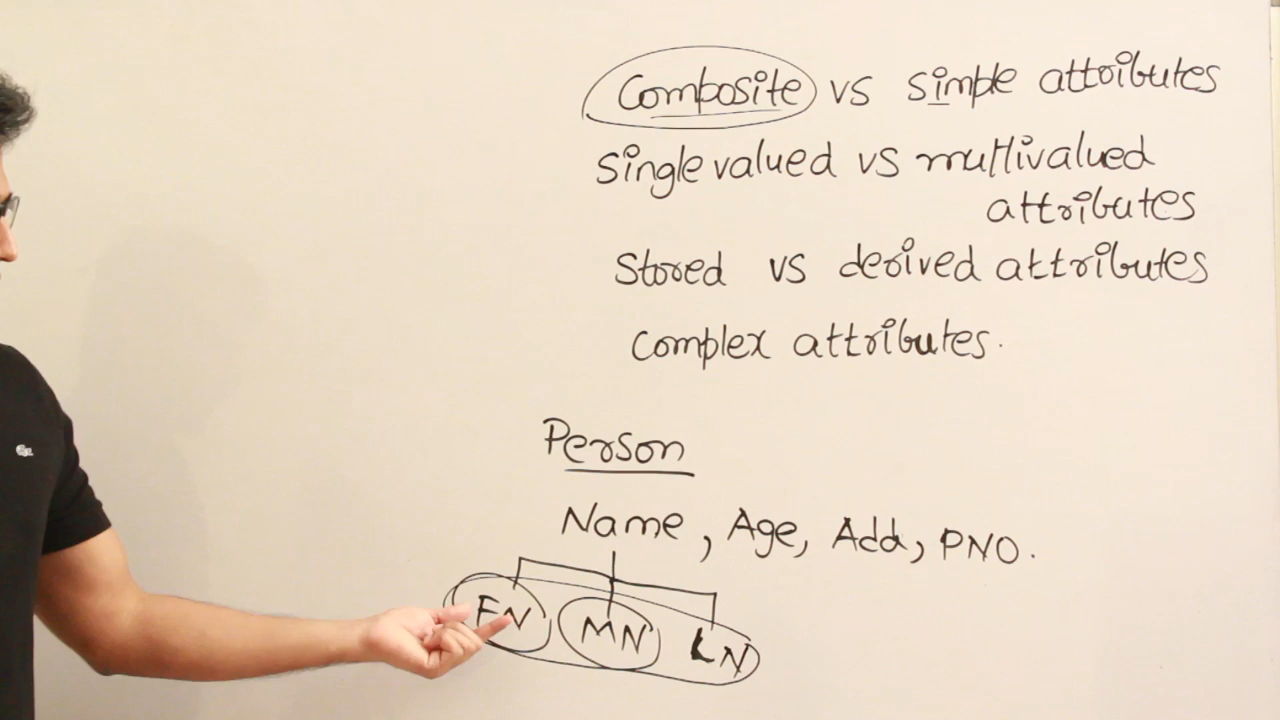 Composite vs simple attributes
Single valued vs multivalued
attributes
Stored vs derived attributes
Complex attributes.
Person
Name, Age, Add, PNO.
FN MN LN